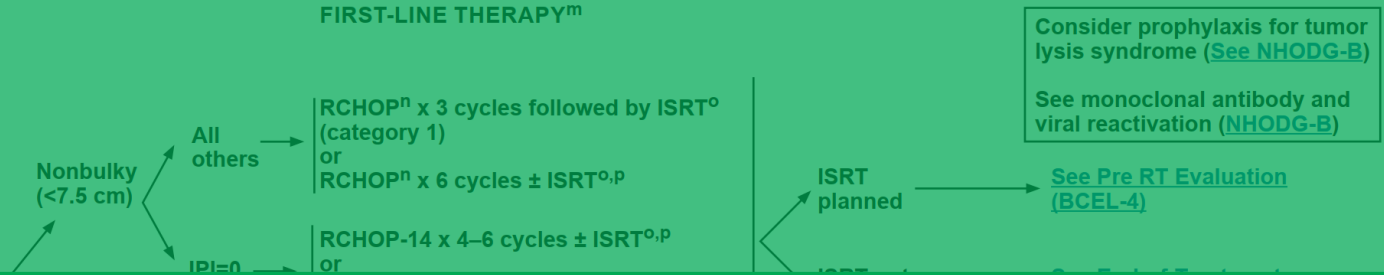 FIRST-LINE THERAPYm
Consider prophylaxis for tumor
lysis syndrome (See NHODG-B)
See monoclonal antibody and
viral reactivation (NHODG-B)
RCHOPn x 3 cycles followed by ISRTo
(category 1)
or
RCHOPn x 6 cycles ± ISRTo,p
All
others
Nonbulky
(<7.5 cm)
ISRT
planned
See Pre RT Evaluation
(BCEL-4)
RCHOP-14 x 4–6 cycles ± ISRTo,p
or
IPI=0